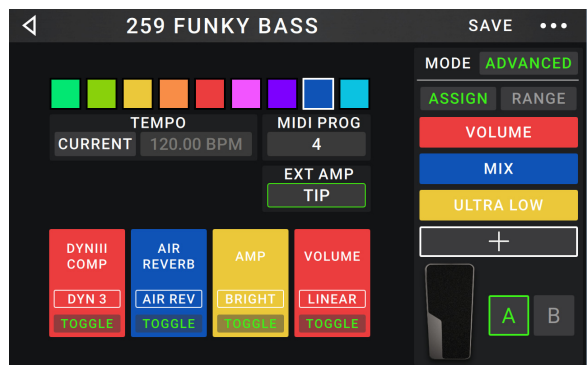 259 FUNKY BASS
SAVE
MODE ADVANCED
ASSIGN RANGE
TEMPO
CURRENT 120.00 BPM
MIDI PROG
4
EXT AMP
TIP
VOLUME
MIX
ULTRA LOW
DYNIII
COMP
DYN 3
TOGGLE
AIR
REVERB
AIR REV
TOGGLE
AMP
BRIGHT
TOGGLE
VOLUME
LINEAR
TOGGLE
A B